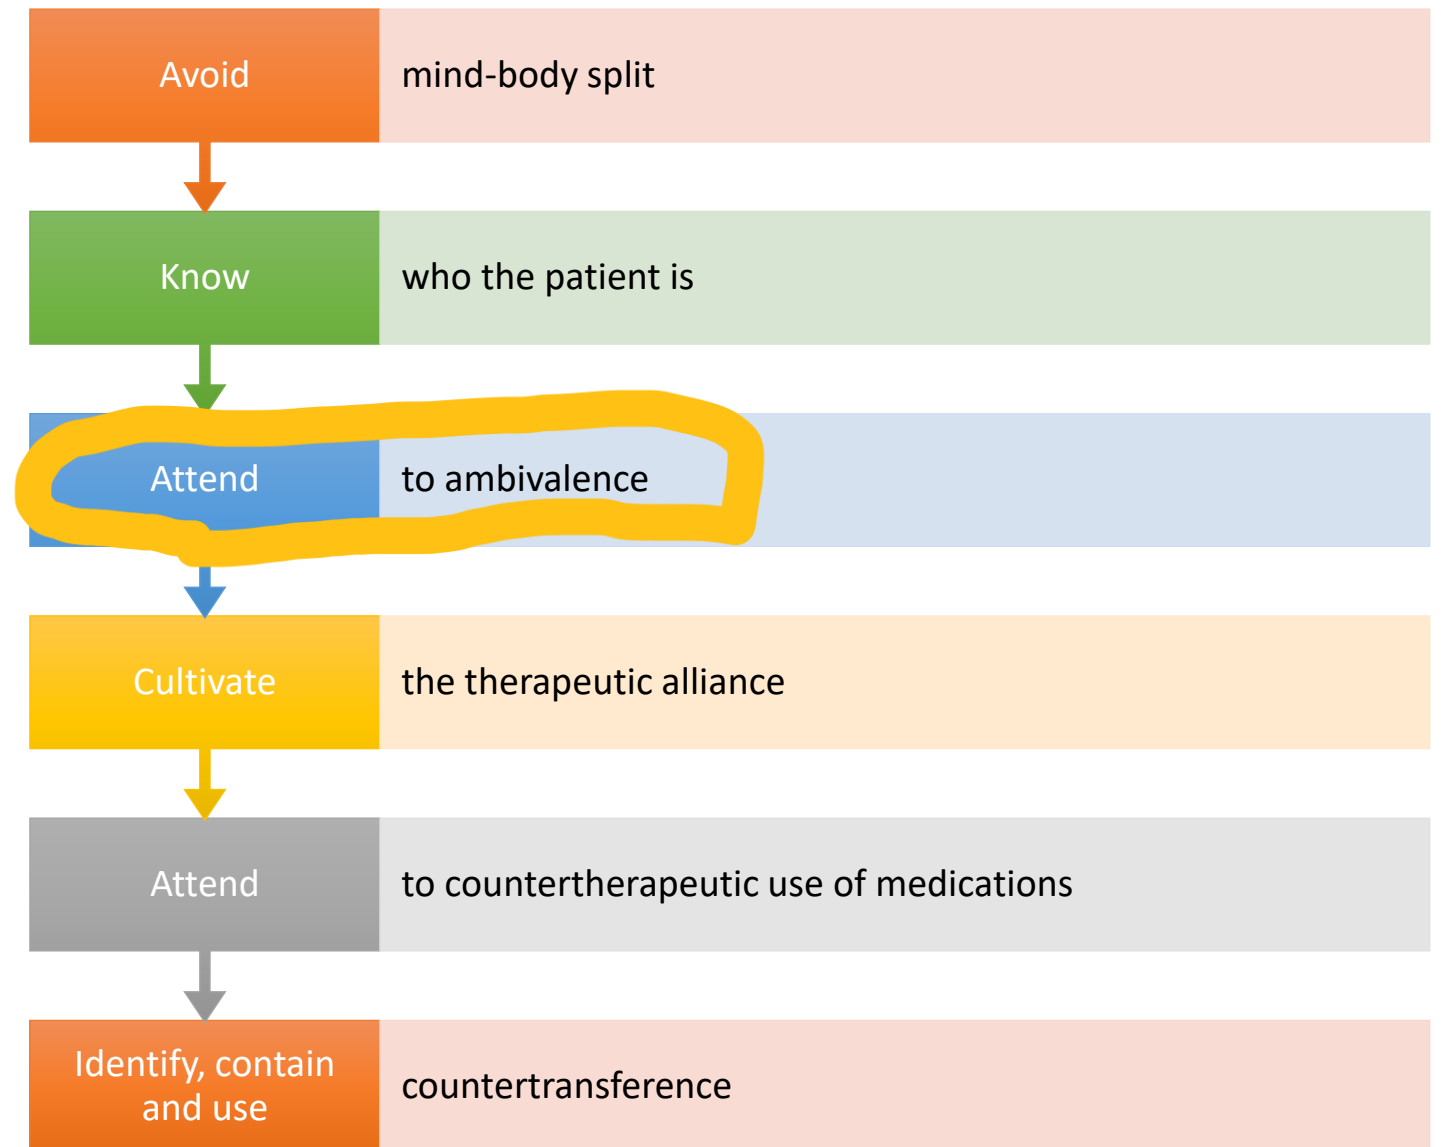 Avoid
mind-body split
Know
who the patient is
Attend
to ambivalence
Cultivate
the therapeutic alliance
Attend
to countertherapeutic use of medications
Identify, contain
and use
countertransference